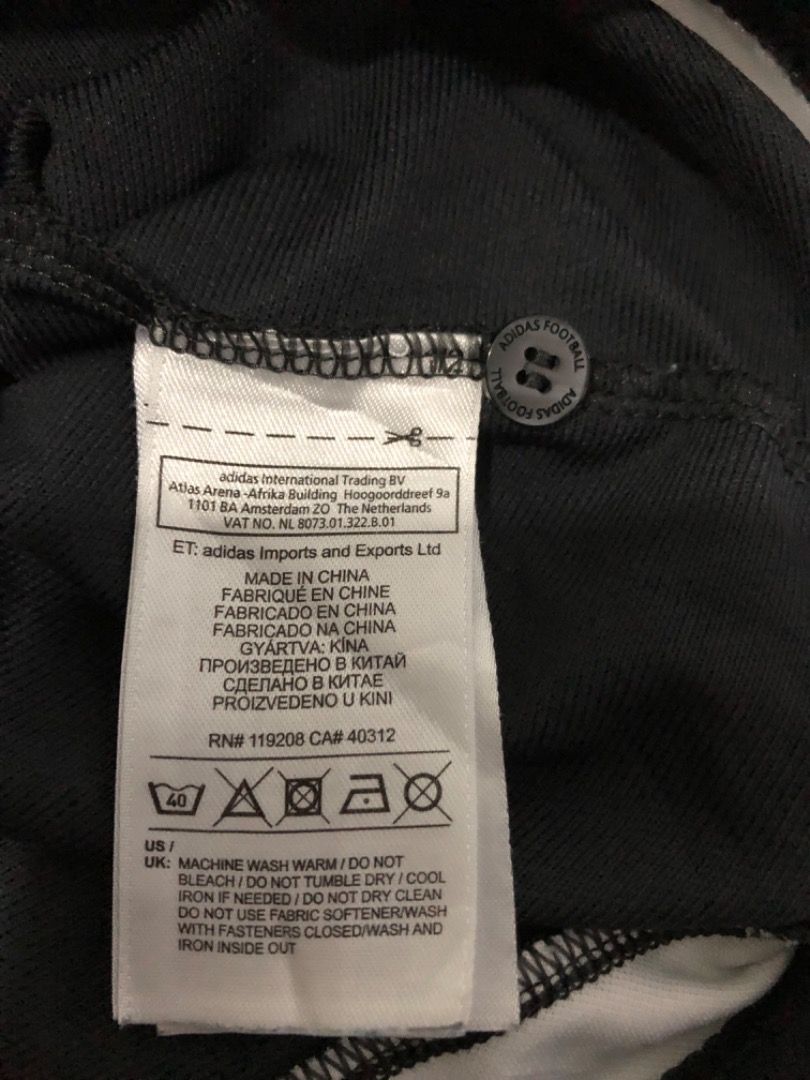 1/2
ADIDAS FOOTBALL
ADIDAS FOOTBALL
adidas International Trading BV
Atlas Arena -Afrika Building Hoogoorddreef 9a
1101 BA Amsterdam ZO The Netherlands
VAT NO. NL 8073.01.322.B.01
ET: adidas Imports and Exports Ltd
MADE IN CHINA
FABRIQUÉ EN CHINE
FABRICADO EN CHINA
FABRICADO NA CHINA
GYÁRTVA: KÍNA
ПРОИЗВЕДЕНО В КИТАЙ
СДЕЛАНО В КИТАЕ
PROIZVEDENO U KINI
RN# 119208 CA# 40312
40
US /
UK: MACHINE WASH WARM / DO NOT
BLEACH / DO NOT TUMBLE DRY / COOL
IRON IF NEEDED / DO NOT DRY CLEAN
DO NOT USE FABRIC SOFTENER/WASH
WITH FASTENERS CLOSED/WASH AND
IRON INSIDE OUT